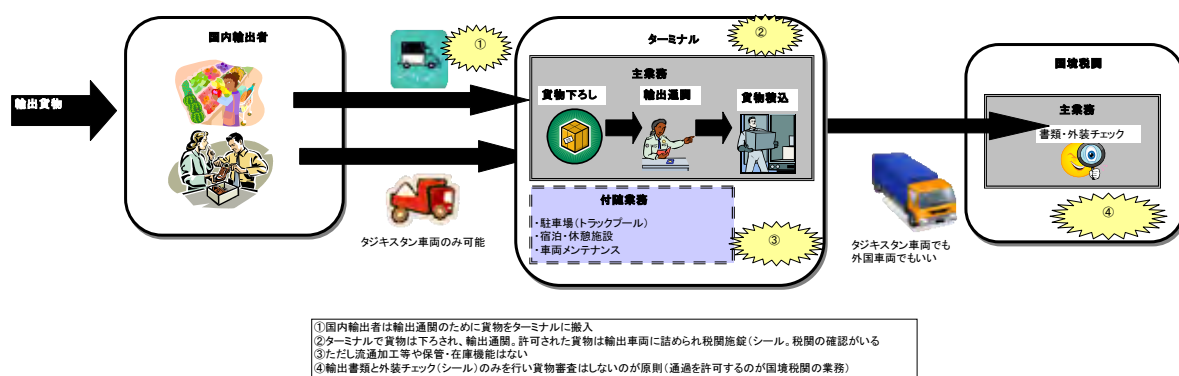 輸出貨物
国内輸出者
①
タジキスタン車両のみ可能
ターミナル
②
主業務
貨物下ろし
輸出通関
貨物積込
付随業務
・駐車場(トラックプール)
・宿泊・休憩施設
・車両メンテナンス
③
タジキスタン車両でも
外国車両でもいい
国境税関
主業務
書類・外装チェック
④
①国内輸出者は輸出通関のために貨物をターミナルに搬入
②ターミナルで貨物は下ろされ、輸出通関。許可された貨物は輸出車両に詰められ税関施錠(シール。税関の確認がいる
③ただし流通加工等や保管・在庫機能はない
④輸出書類と外装チェック(シール)のみを行い貨物審査はしないのが原則(通過を許可するのが国境税関の業務)